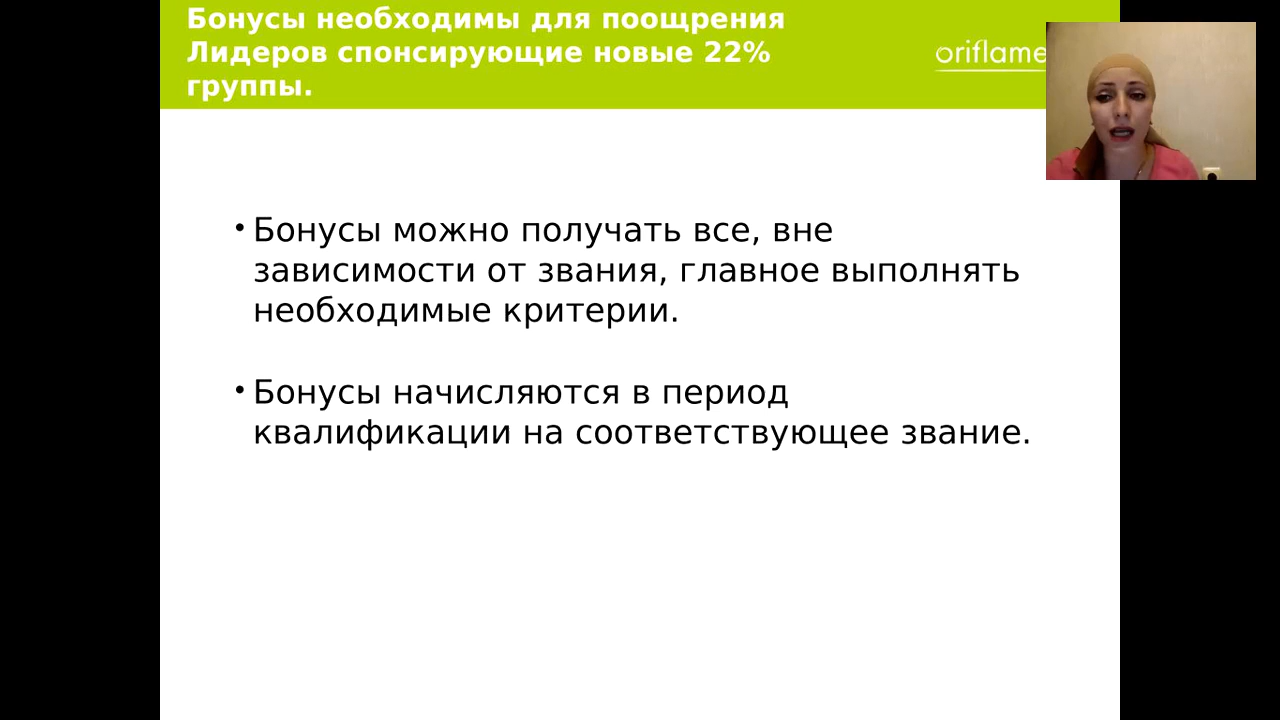 Бонусы необходимы для поощрения
Лидеров спонсирующие новые 22%
группы.
oriflame
• Бонусы можно получать все, вне
зависимости от звания, главное выполнять
необходимые критерии.
• Бонусы начисляются в период
квалификации на соответствующее звание.